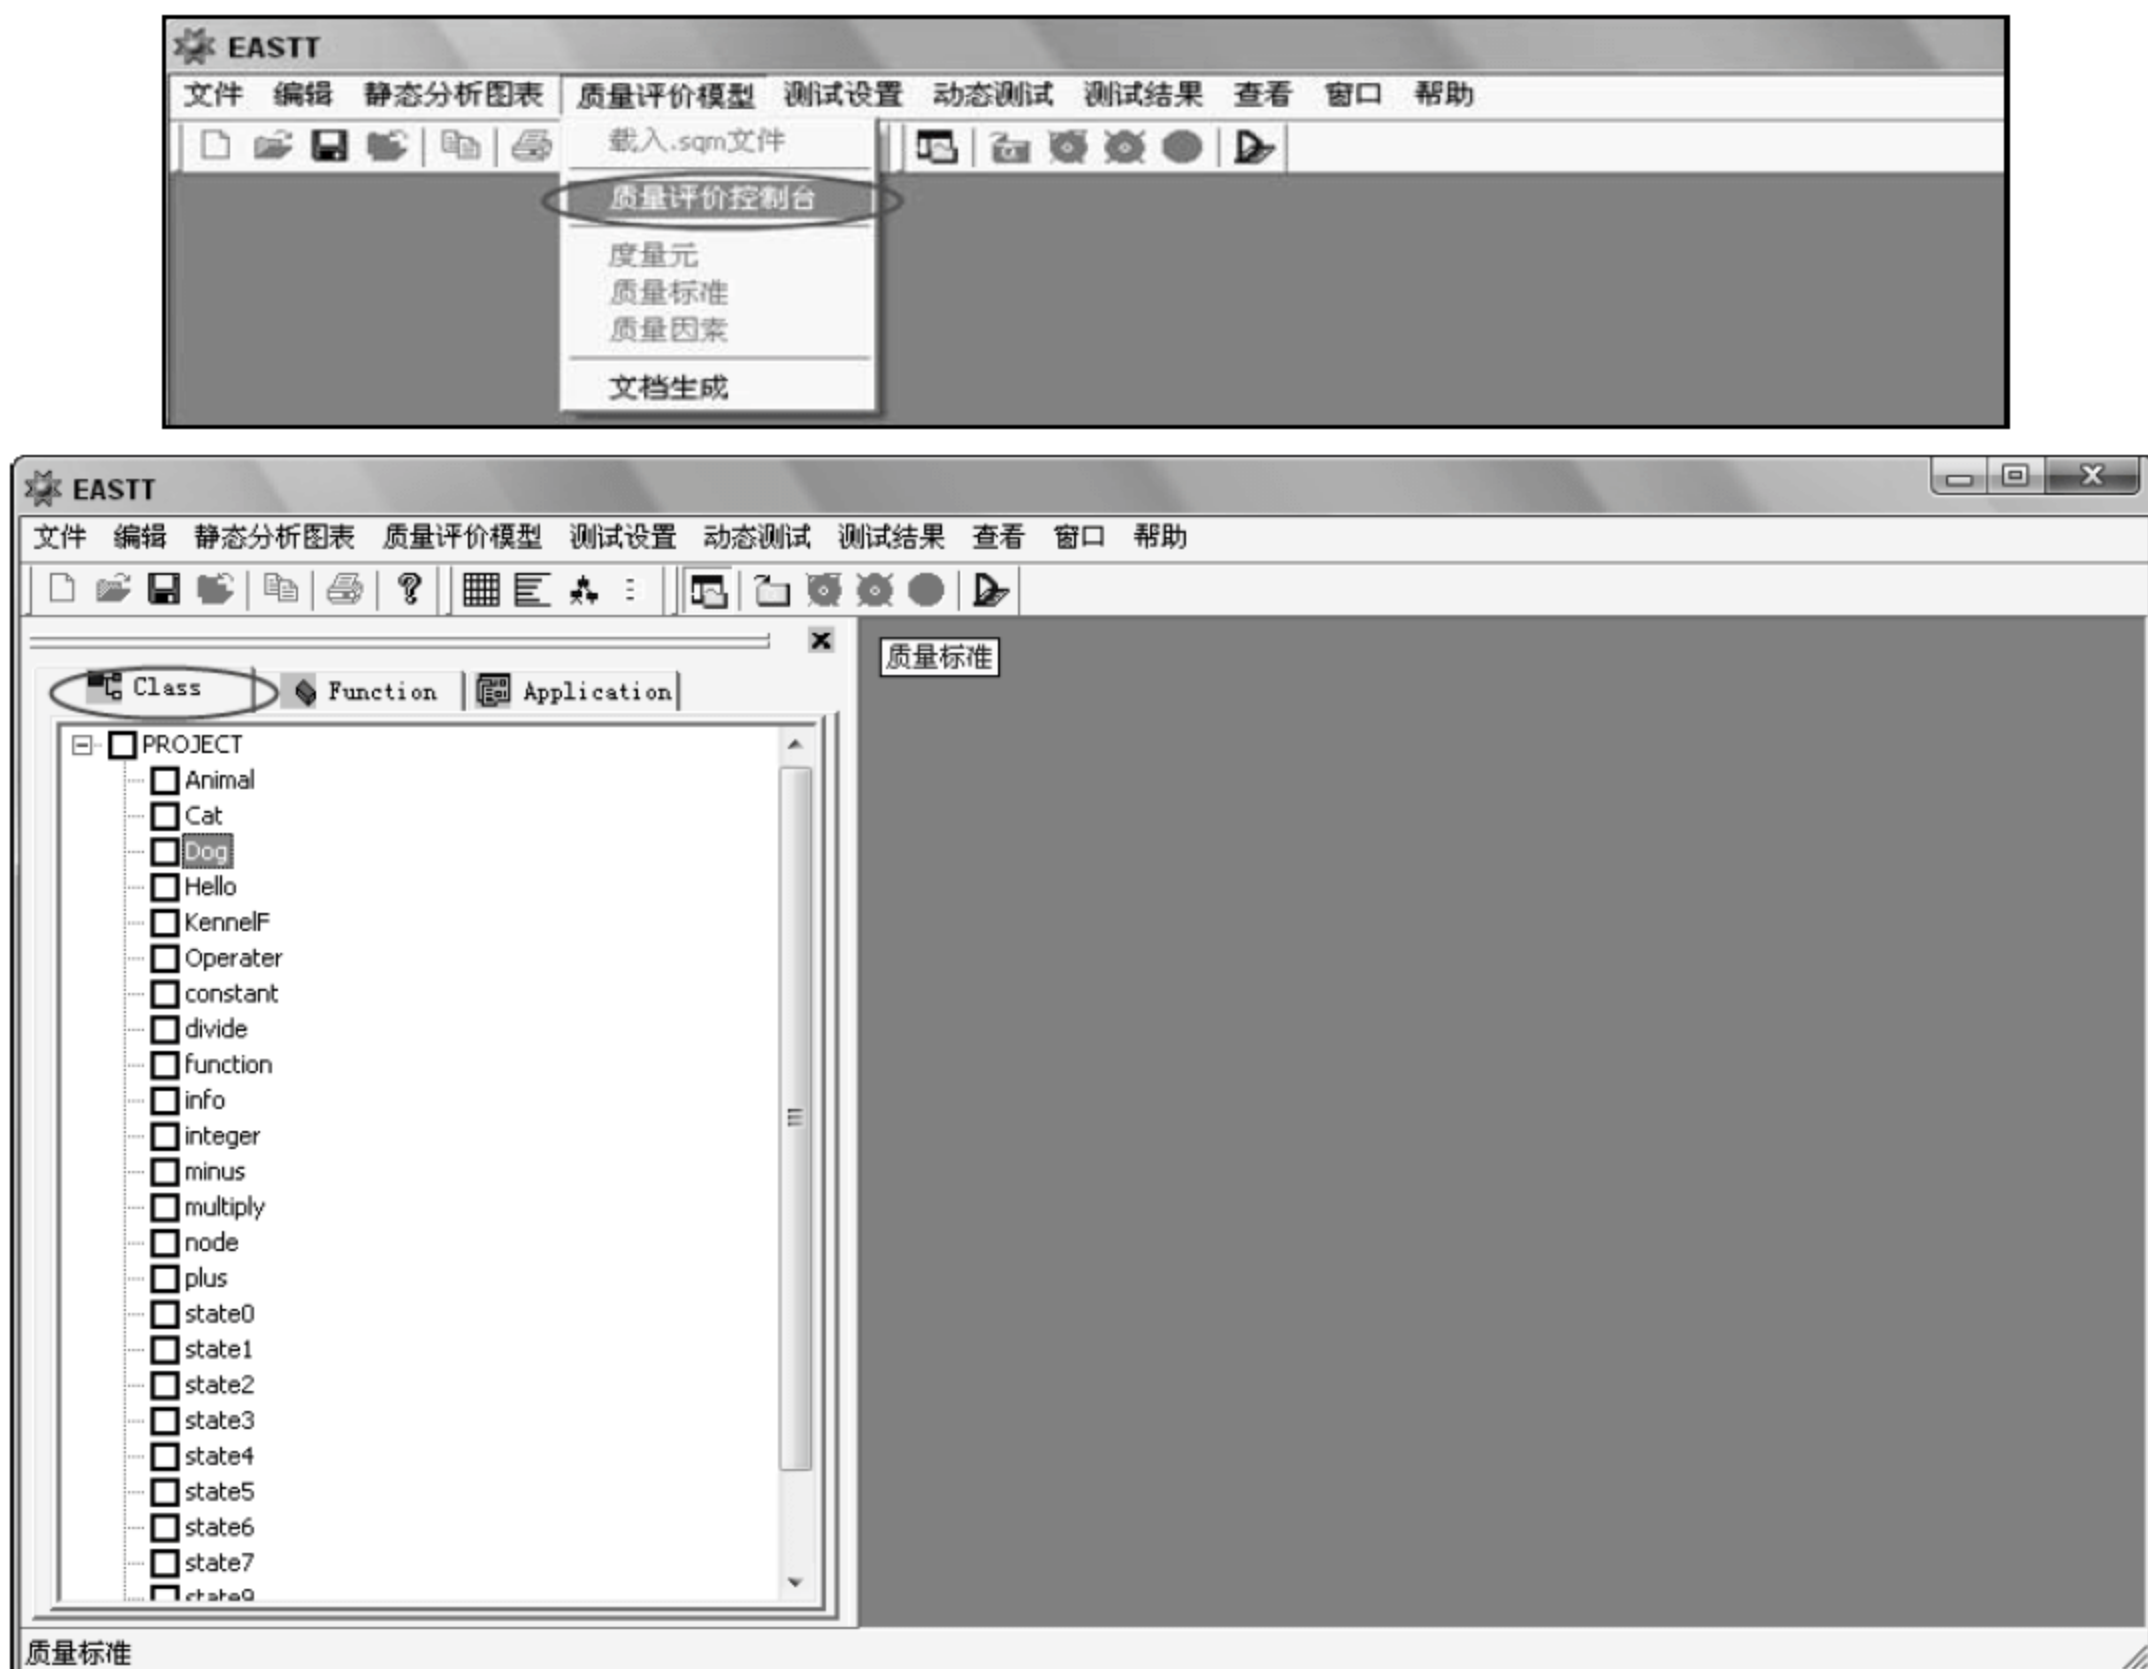 EASTT
文件 编辑 静态分析图表 质量评价模型 测试设置 动态测试 测试结果 查看 窗口 帮助
载入.sqm文件
质量评价控制台
度量元
质量标准
质量因素
文档生成
EASTT
文件 编辑 静态分析图表 质量评价模型 测试设置 动态测试 测试结果 查看 窗口 帮助
质量标准
Class Function Application
PROJECT
Animal
Cat
Dog
Hello
KennelF
Operater
constant
divide
function
info
integer
minus
multiply
node
plus
state0
state1
state2
state3
state4
state5
state6
state7
质量标准